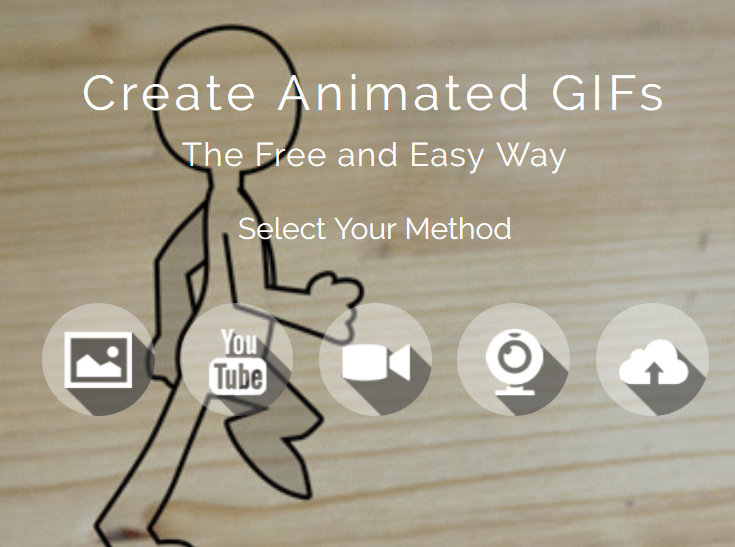 Create Animated GIFs
The Free and Easy Way
Select Your Method
You
Tube